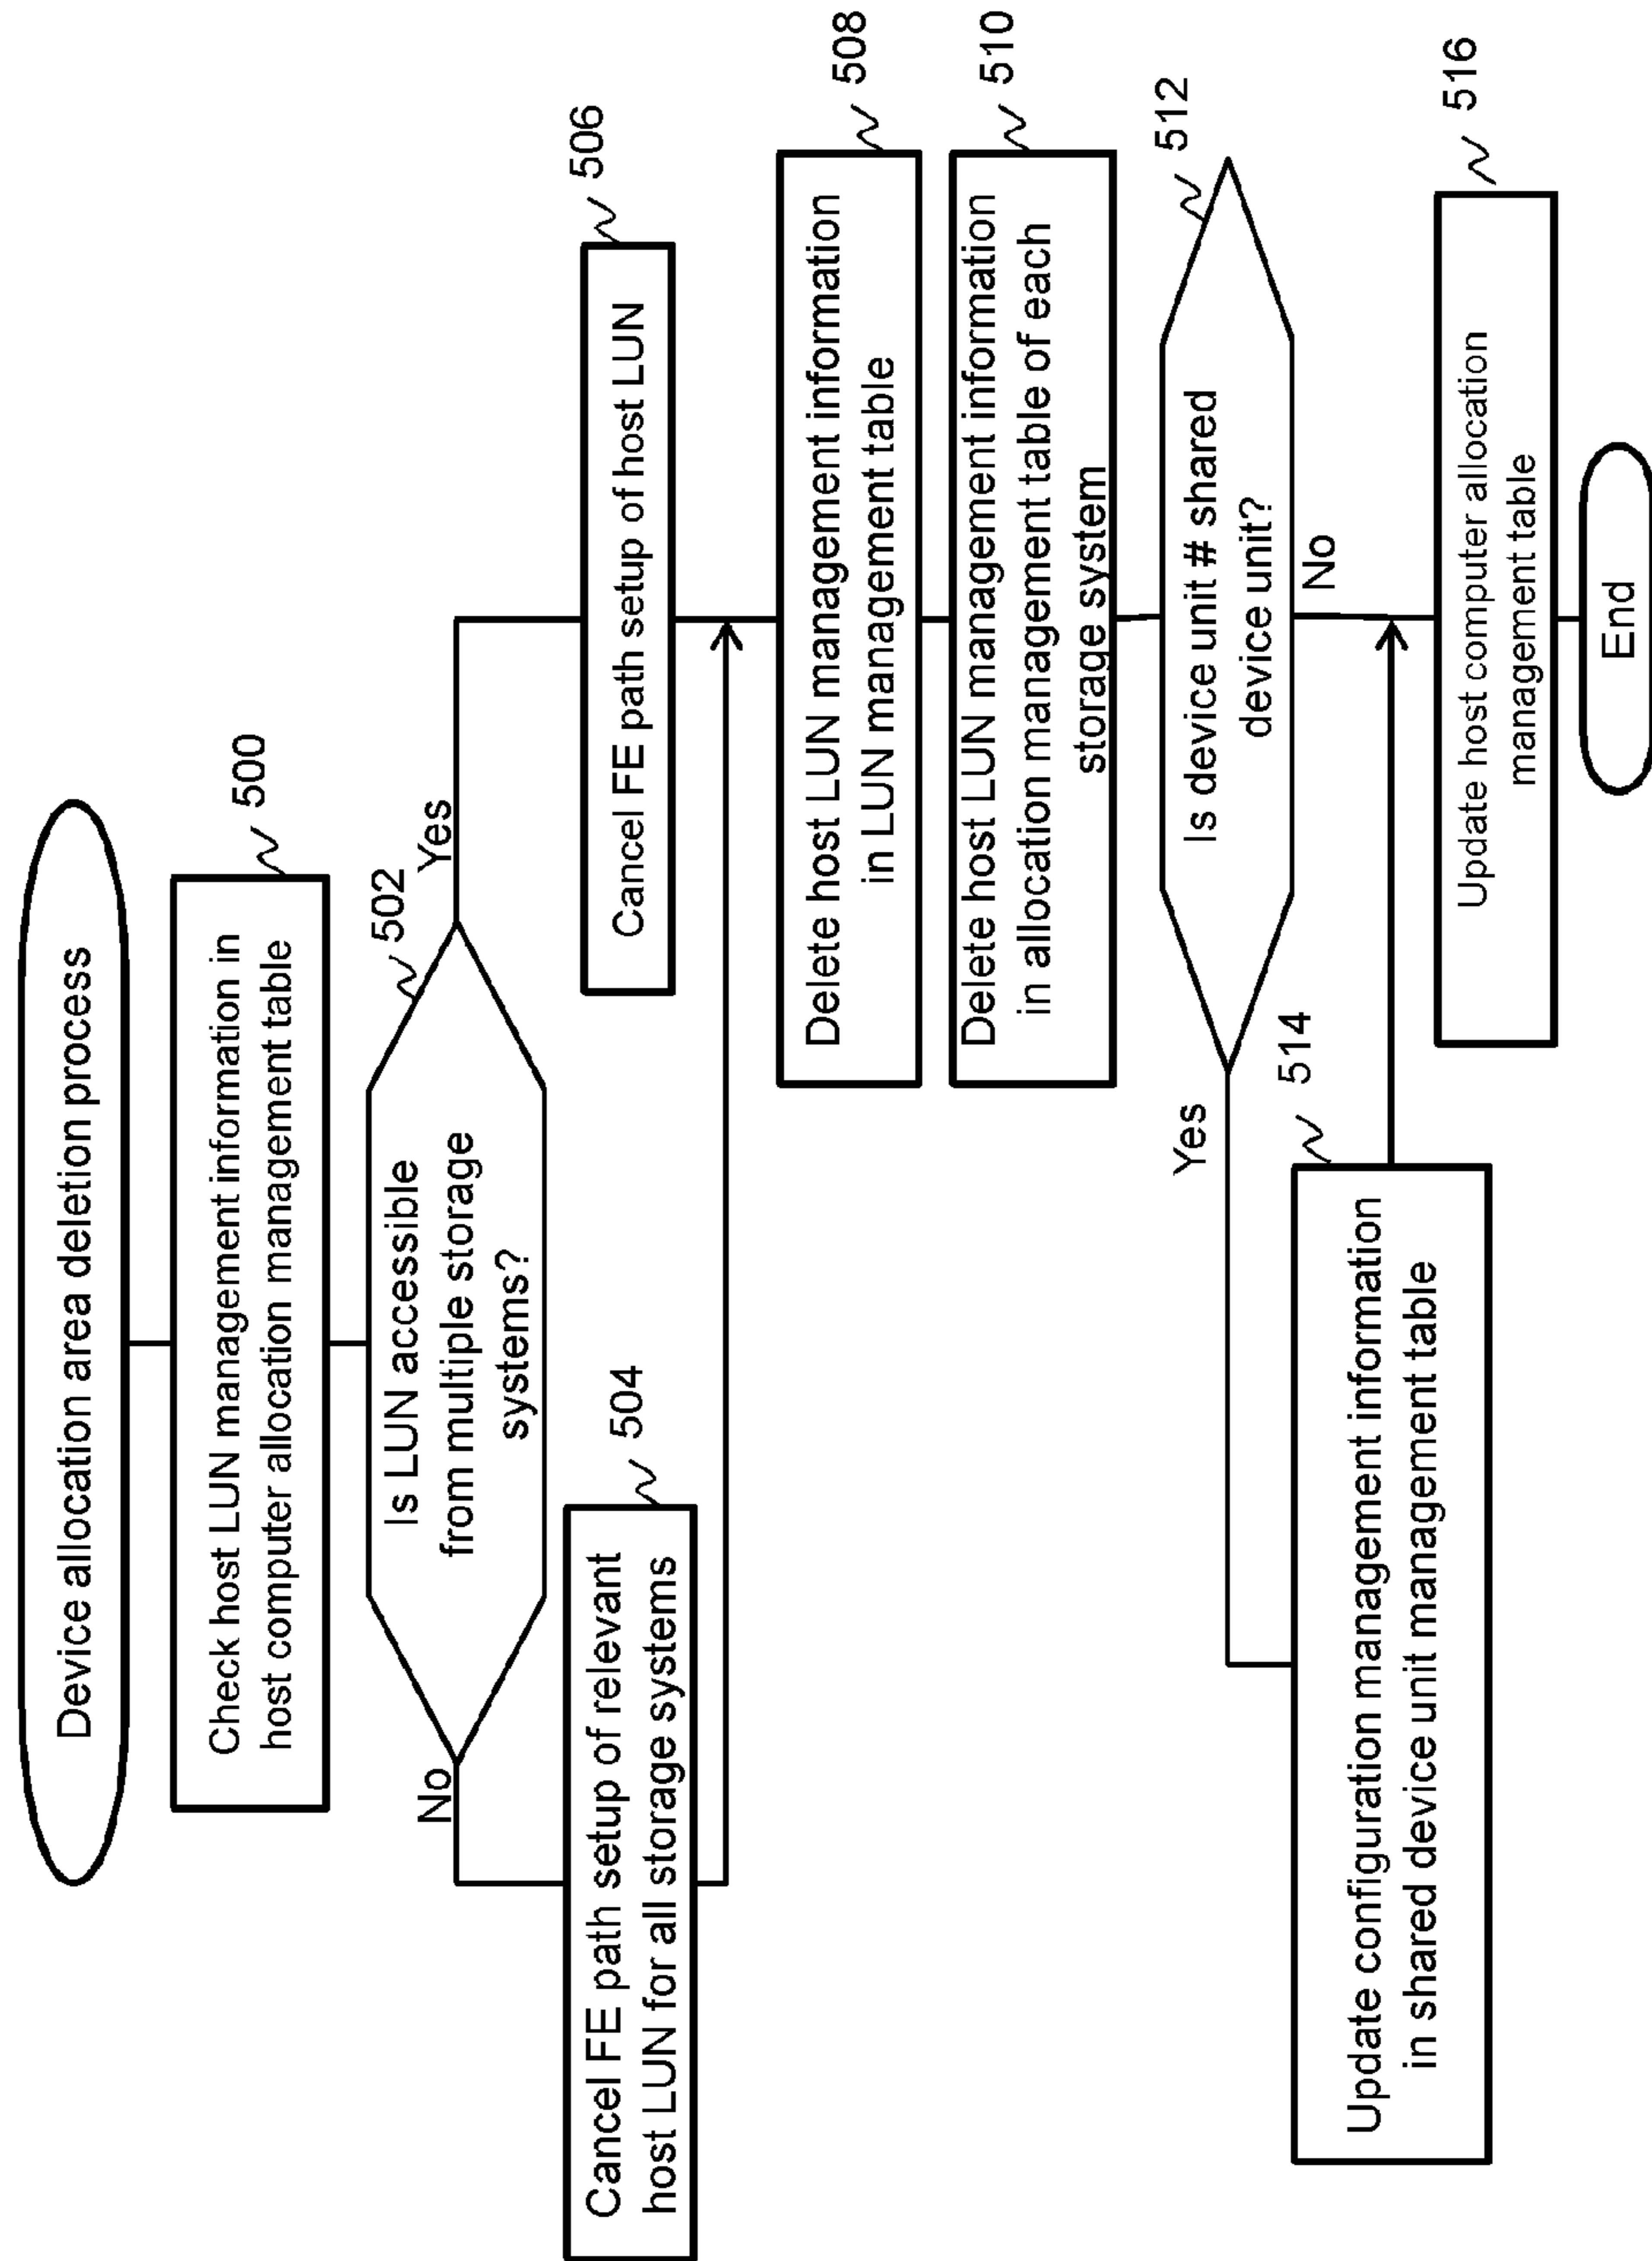 Device allocation area deletion process
500
Check host LUN management information in
host computer allocation management table
502
Is LUN accessible
from multiple storage
systems?
No
Yes
504
Cancel FE path setup of relevant
host LUN for all storage systems
506
Cancel FE path setup of host LUN
508
Delete host LUN management information
in LUN management table
510
Delete host LUN management information
in allocation management table of each
storage system
512
Is device unit # shared
device unit?
Yes
No
514
Update configuration management information
in shared device unit management table
516
Update host computer allocation
management table
End